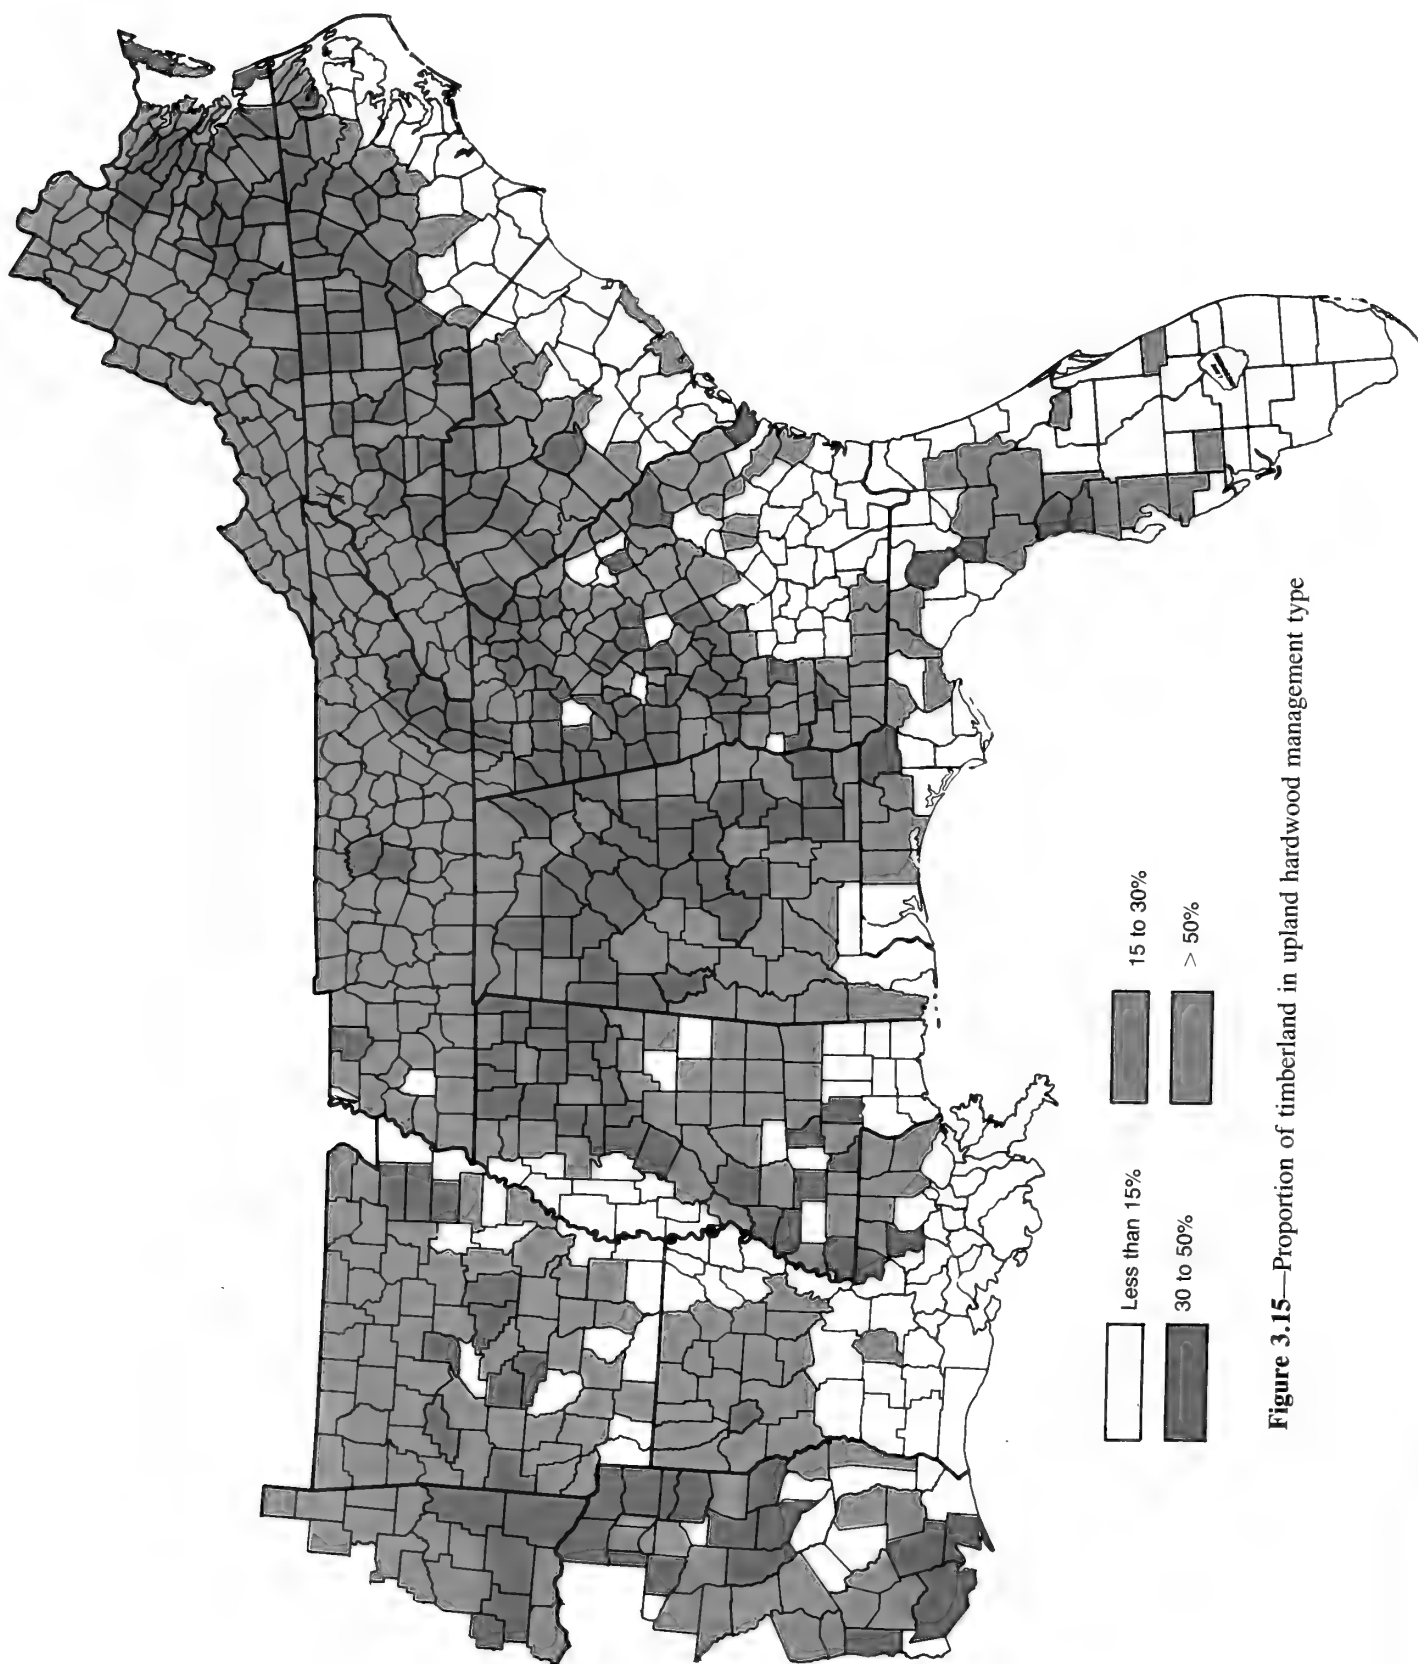 Less than 15%
15 to 30%
30 to 50%
> 50%
Figure 3.15—Proportion of timberland in upland hardwood management type